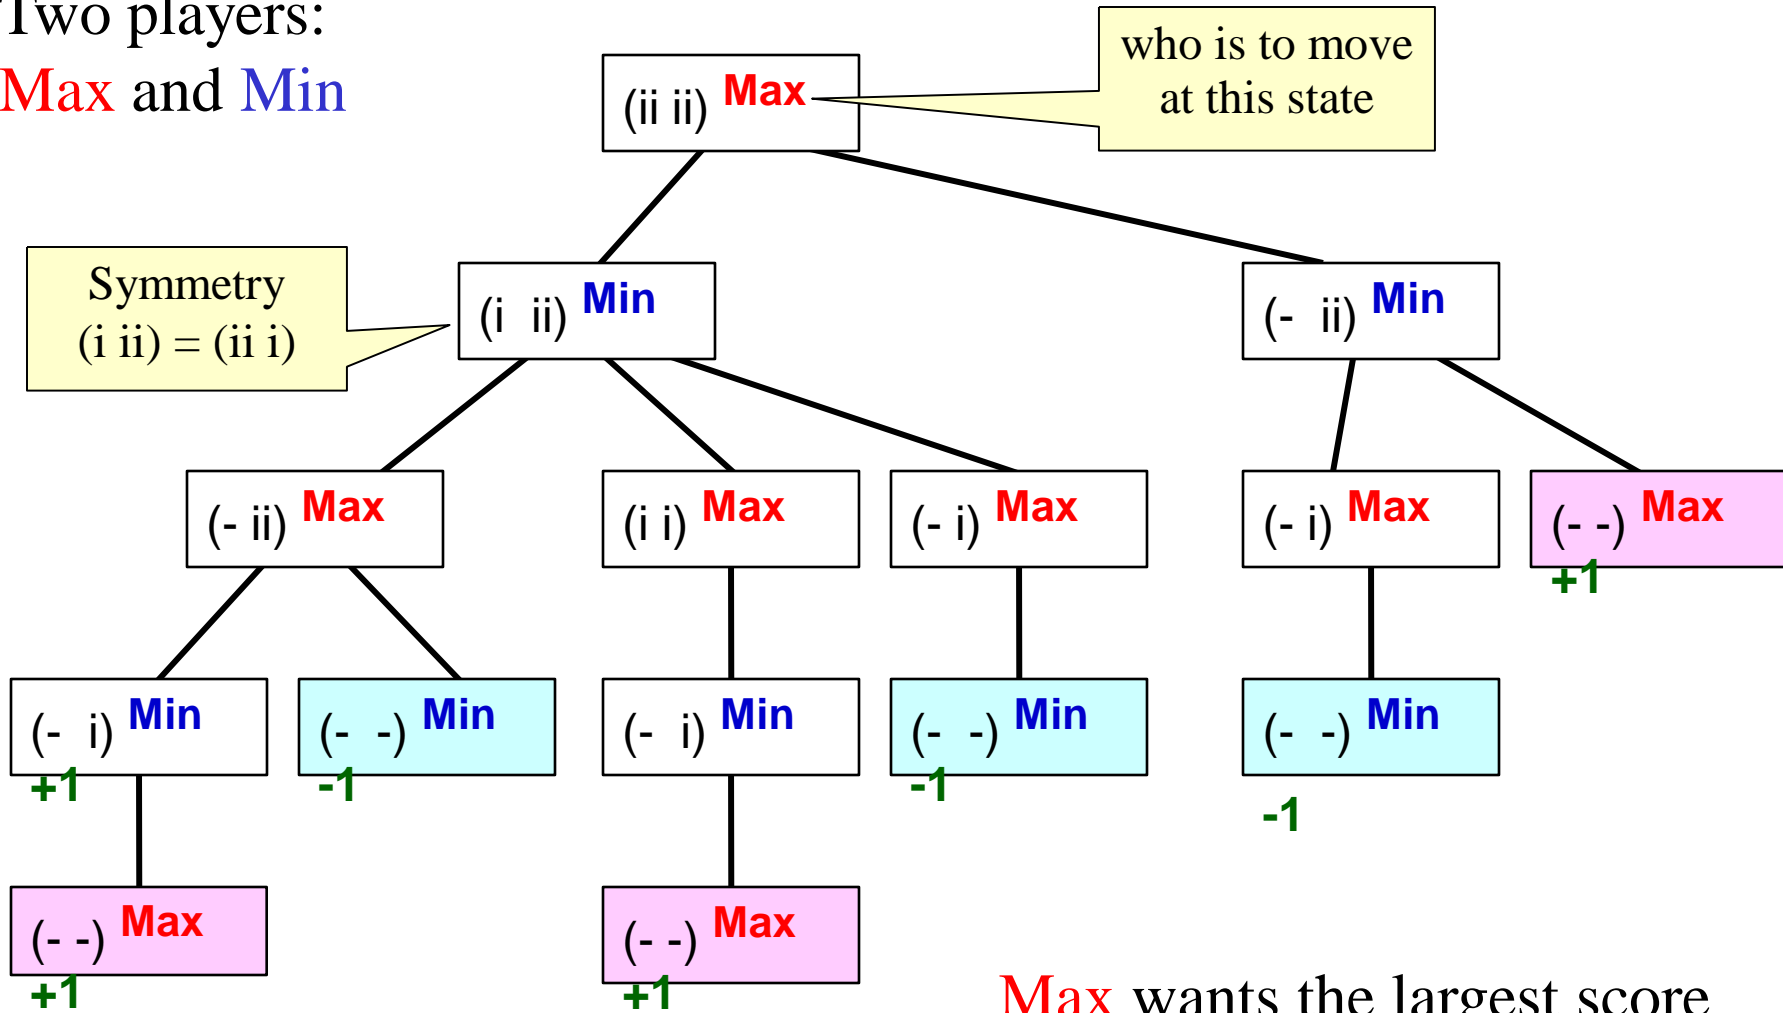 Two players:
Max and Min
who is to move
at this state
(ii ii) Max
Symmetry
(i ii) = (ii i)
(i ii) Min
(- ii) Min
(- ii) Max
(i i) Max
(- i) Max
(- i) Max
(- -) Max
+1
(- i) Min
+1
(- -) Min
-1
(- i) Min
(- -) Min
-1
(- -) Min
-1
(- -) Max
+1
(- -) Max
+1
Max wants the largest score